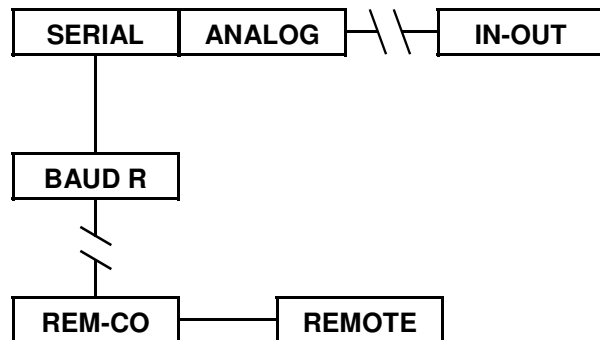 SERIAL ANALOG IN-OUT
BAUD R
REM-CO REMOTE